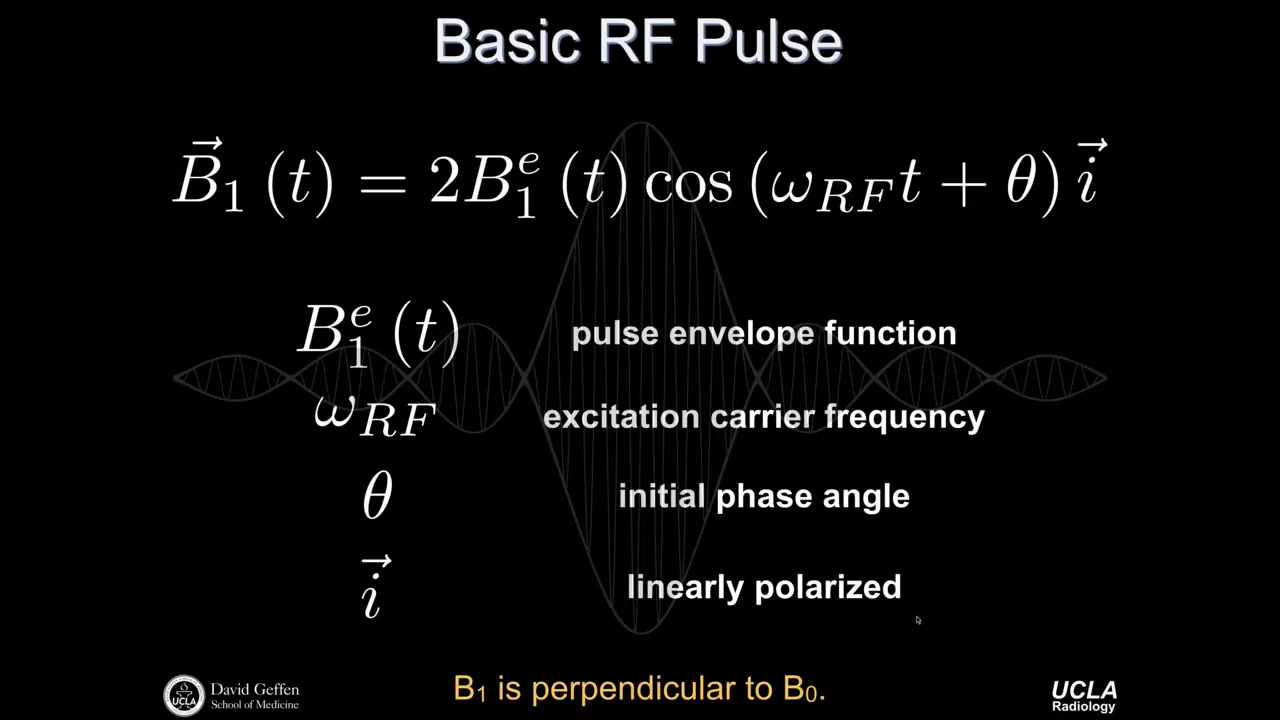 Basic RF Pulse
$\vec{B}_1(t) = 2B_1^e(t)\cos(\omega_{RF}t + \theta)\vec{i}$
$B_1^e(t)$ pulse envelope function
$\omega_{RF}$ excitation carrier frequency
$\theta$ initial phase angle
$\vec{i}$ linearly polarized
UCLA
David Geffen
School of Medicine
B₁ is perpendicular to B₀.
UCLA
Radiology